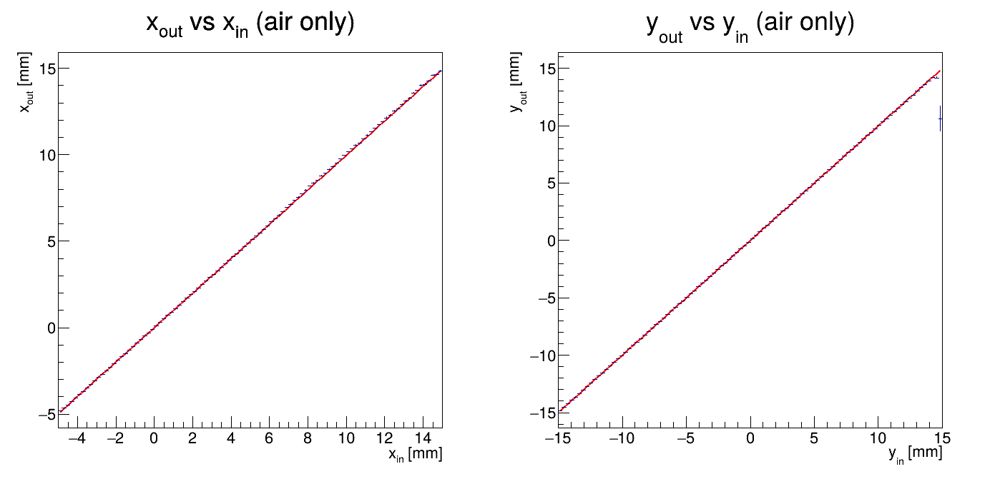 x_out vs x_in (air only)
x_out [mm]
15
10
5
0
−5
−4 −2 0 2 4 6 8 10 12 14
x_in [mm]
y_out vs y_in (air only)
y_out [mm]
15
10
5
0
−5
−10
−15
−15 −10 −5 0 5 10 15
y_in [mm]